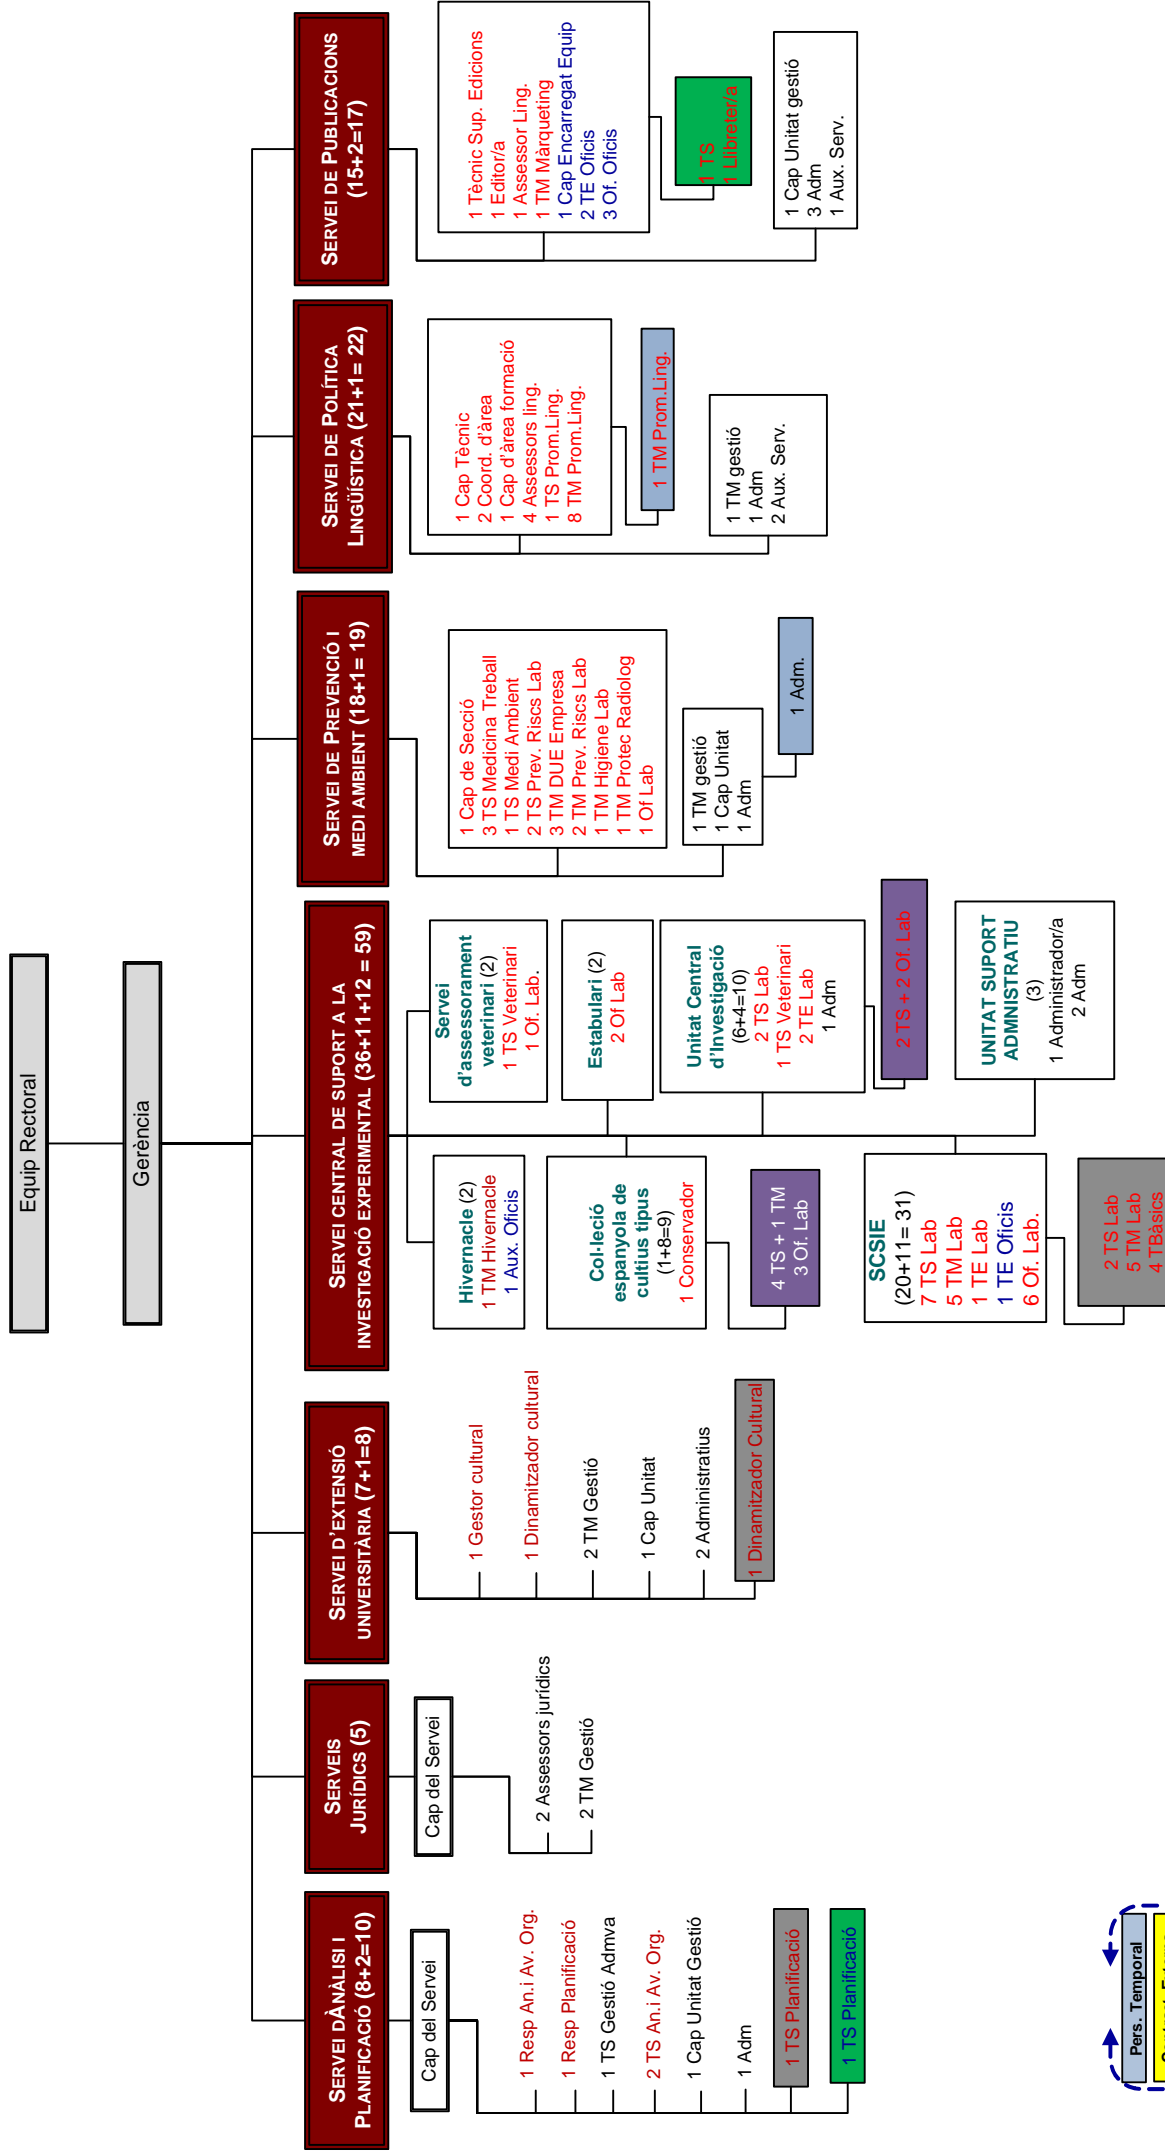 Equip Rectoral
Gerència
SERVEI DÀNÀLISI I
PLANIFICACIÓ (8+2=10)
Cap del Servei
1 Resp An.i Av. Org.
1 Resp Planificació
1 TS Gestió Admva
2 TS An.i Av. Org.
1 Cap Unitat Gestió
1 Adm
1 TS Planificació
1 TS Planificació
SERVEIS
JURÍDICS (5)
Cap del Servei
2 Assessors jurídics
2 TM Gestió
SERVEI D'EXTENSIÓ
UNIVERSITÀRIA (7+1=8)
1 Gestor cultural
1 Dinamitzador cultural
2 TM Gestió
1 Cap Unitat
2 Administratius
1 Dinamitzador Cultural
SERVEI CENTRAL DE SUPORT A LA
INVESTIGACIÓ EXPERIMENTAL (36+11+12 = 59)
Hivernacle (2)
1 TM Hivernacle
1 Aux. Oficis
Servei
d'assessorament
veterinari (2)
1 TS Veterinari
1 Of. Lab.
Col·leció
espanyola de
cultius tipus
(1+8=9)
1 Conservador
4 TS + 1 TM
3 Of. Lab
Estabulari (2)
2 Of Lab
Unitat Central
d'Investigació
(6+4=10)
2 TS Lab
1 TS Veterinari
2 TE Lab
1 Adm
2 TS + 2 Of. Lab
SCSIE
(20+11= 31)
7 TS Lab
5 TM Lab
1 TE Lab
1 TE Oficis
6 Of. Lab.
2 TS Lab
5 TM Lab
4 TBàsics
UNITAT SUPORT
ADMNISTRATIU
(3)
1 Administrador/a
2 Adm
SERVEI DE PREVENCIÓ I
MEDI AMBIENT (18+1= 19)
1 Cap de Secció
3 TS Medicina Treball
1 TS Medi Ambient
2 TS Prev. Riscs Lab
3 TM DUE Empresa
2 TM Prev. Riscs Lab
1 TM Higiene Lab
1 TM Protec Radiolog
1 Of Lab
1 TM gestió
1 Cap Unitat
1 Adm
1 Adm.
SERVEI DE POLÍTICA
LINGÜÍSTICA (21+1= 22)
1 Cap Tècnic
2 Coord. d'àrea
1 Cap d'àrea formació
4 Assessors ling.
1 TS Prom.Ling.
8 TM Prom.Ling.
1 TM Prom.Ling.
1 TM gestió
1 Adm
2 Aux. Serv.
SERVEI DE PUBLICACIONS
(15+2=17)
1 Tècnic Sup. Edicions
1 Editor/a
1 Assessor Ling.
1 TM Màrqueting
1 Cap Encarregat Equip
2 TE Oficis
3 Of. Oficis
1 TS
1 Llibreter/a
1 Cap Unitat gestió
3 Adm
1 Aux. Serv.
Pers. Temporal